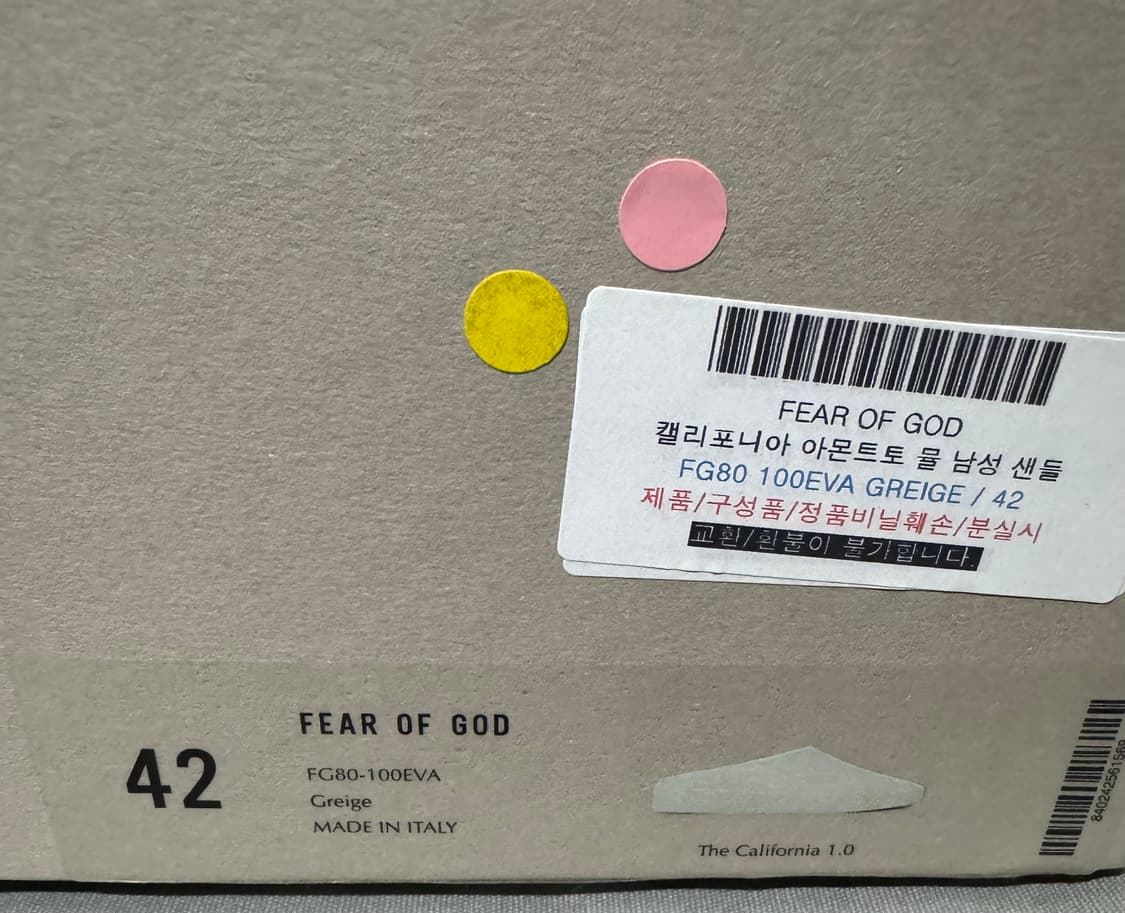 FEAR OF GOD
캘리포니아 아몬트토 뮬 남성 샌들
FG80 100EVA GREIGE / 42
제품/구성품/정품비닐훼손/분실시
교환/환불이 불가합니다.
42
FEAR OF GOD
FG80-100EVA
Greige
MADE IN ITALY
The California 1.0
840242561569